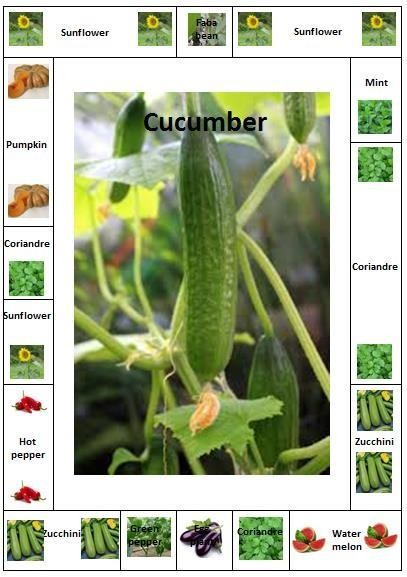 Sunflower
Faba
bean
Sunflower
Cucumber
Mint
Pumpkin
Coriandre
Coriandre
Sunflower
Hot
pepper
Zucchini
Zucchini
Green
pepper
Egg
plant
Coriandre
Water
melon